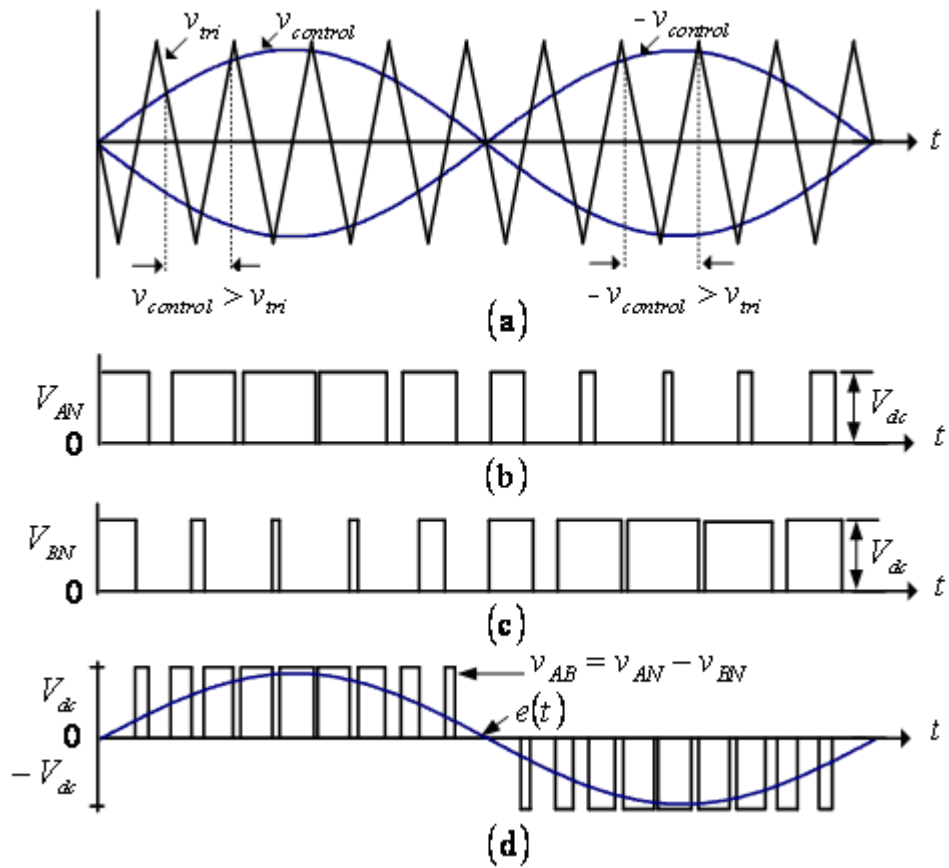 v_tri v_control - v_control
t
v_control > v_tri - v_control > v_tri
(a)
V_AN
0
V_dc
t
(b)
V_BN
0
V_dc
t
(c)
v_AB = v_AN - v_BN
V_dc
e(t)
0
t
- V_dc
(d)